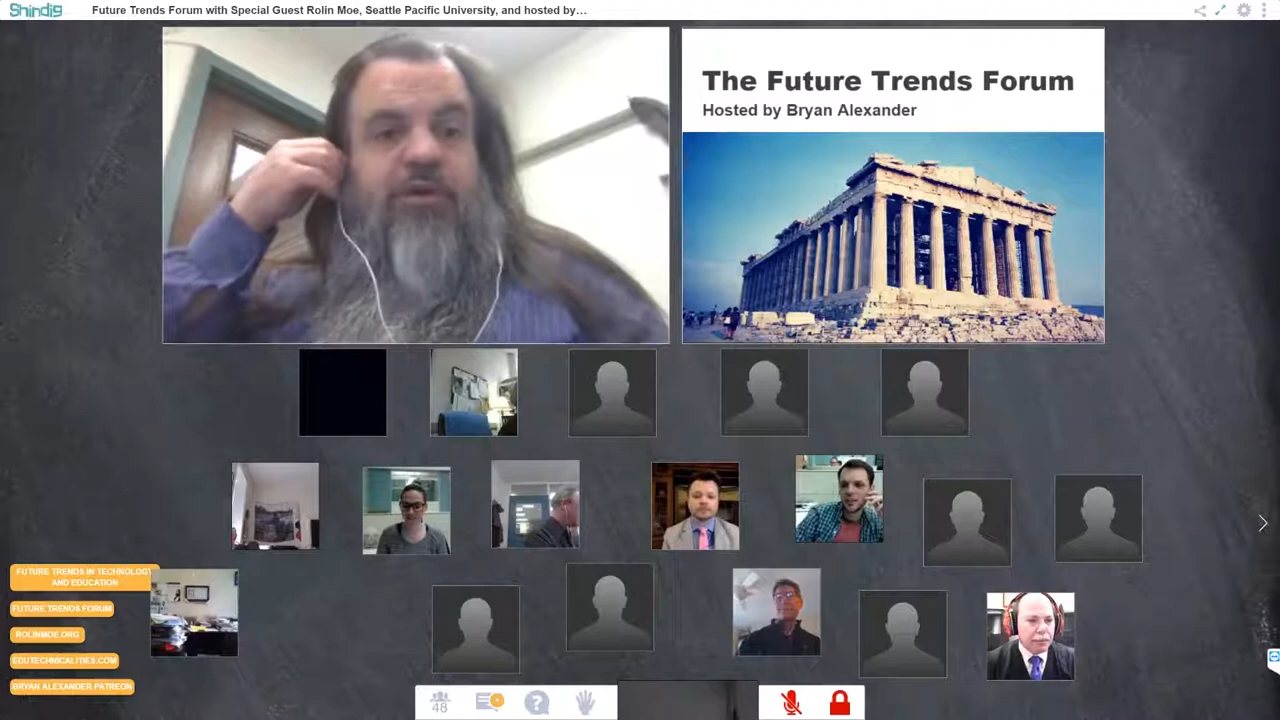 Shindig
Future Trends Forum with Special Guest Rolin Moe, Seattle Pacific University, and hosted by…
The Future Trends Forum
Hosted by Bryan Alexander
FUTURE TRENDS IN TECHNOLOGY
AND EDUCATION
FUTURE TRENDS FORUM
ROLINMOE.ORG
EDUTECHNICALITIES.COM
BRYAN ALEXANDER PATREON
48